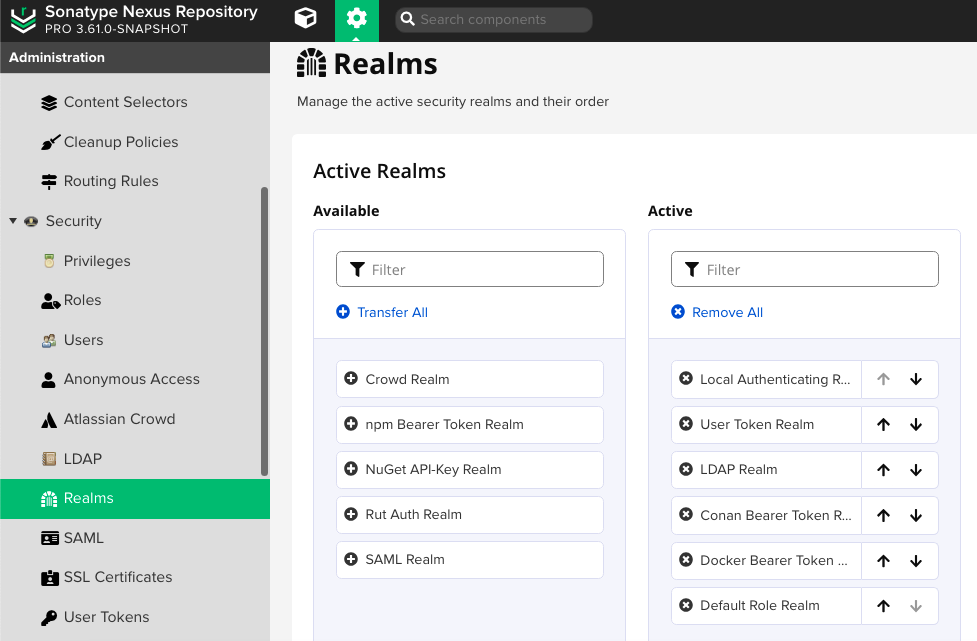 Sonatype Nexus Repository
PRO 3.61.0-SNAPSHOT
Search components
Administration
Content Selectors
Cleanup Policies
Routing Rules
Security
Privileges
Roles
Users
Anonymous Access
Atlassian Crowd
LDAP
Realms
SAML
SSL Certificates
User Tokens
Realms
Manage the active security realms and their order
Active Realms
Available
Filter
Transfer All
Crowd Realm
npm Bearer Token Realm
NuGet API-Key Realm
Rut Auth Realm
SAML Realm
Active
Filter
Remove All
Local Authenticating R...
User Token Realm
LDAP Realm
Conan Bearer Token R...
Docker Bearer Token ...
Default Role Realm